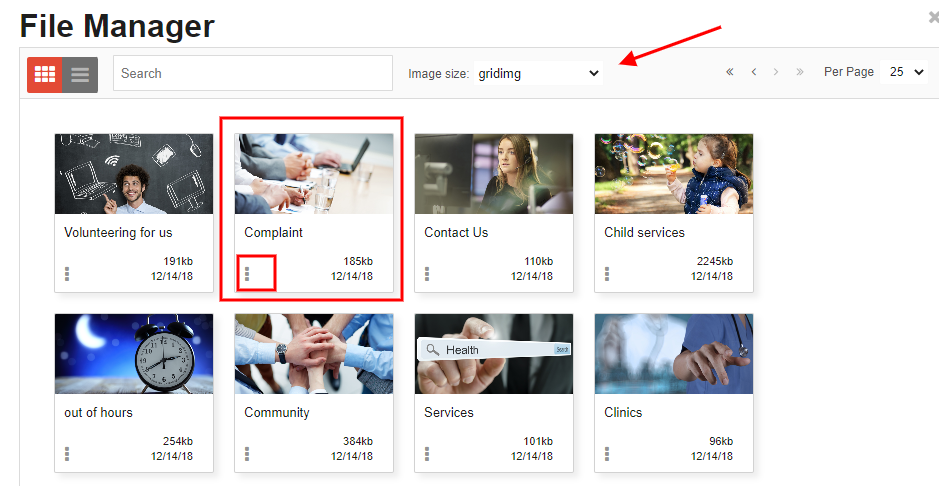 File Manager
Search
Image size: gridimg
« ‹ › »
Per Page 25
Volunteering for us
191kb
12/14/18
Complaint
185kb
12/14/18
Contact Us
110kb
12/14/18
Child services
2245kb
12/14/18
out of hours
254kb
12/14/18
Community
384kb
12/14/18
Health
Search
Services
101kb
12/14/18
Clinics
96kb
12/14/18